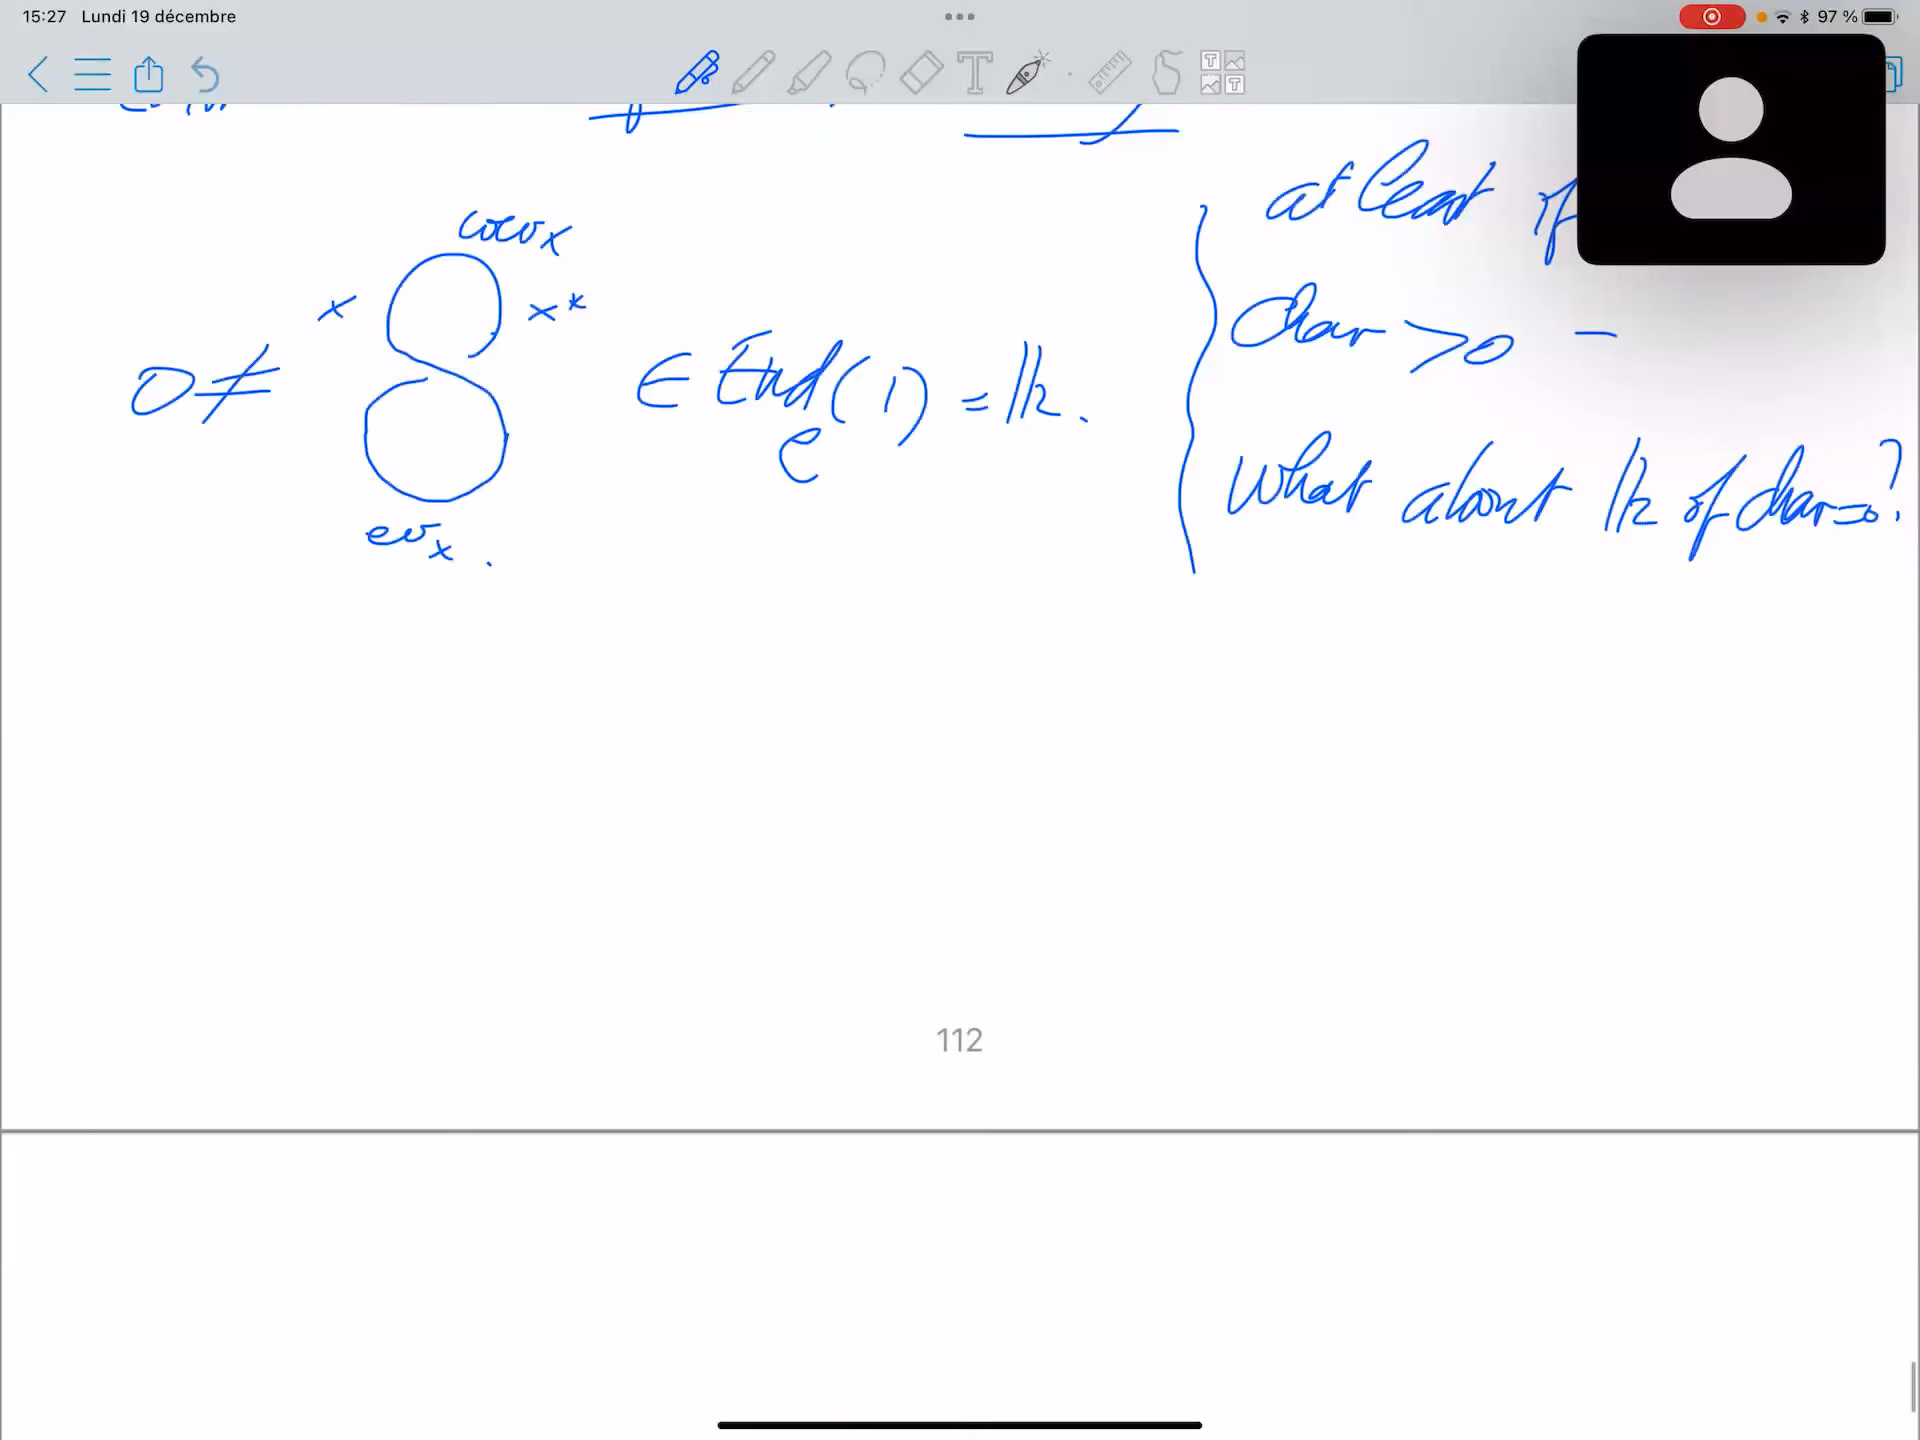 15:27 Lundi 19 décembre
97 %
coev_x
x x*
0 ≠ ∈ End_C(1) = 𝕜.
ev_x.
at least if
char > 0 –
What about 𝕜 of char=0?
112